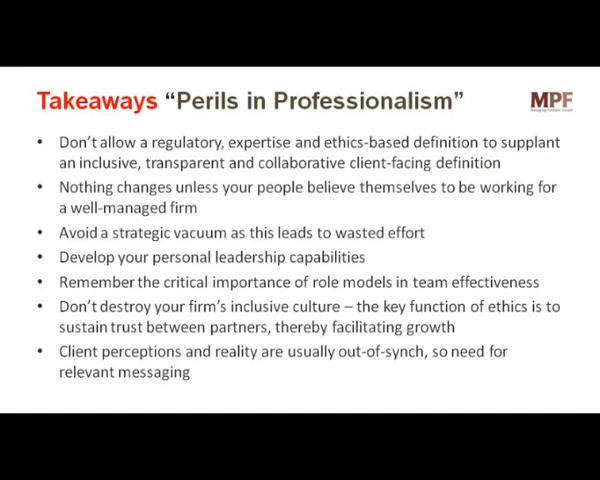 Takeaways “Perils in Professionalism”
MPF
Managing Partners' Forum
• Don’t allow a regulatory, expertise and ethics-based definition to supplant
an inclusive, transparent and collaborative client-facing definition
• Nothing changes unless your people believe themselves to be working for
a well-managed firm
• Avoid a strategic vacuum as this leads to wasted effort
• Develop your personal leadership capabilities
• Remember the critical importance of role models in team effectiveness
• Don’t destroy your firm’s inclusive culture – the key function of ethics is to
sustain trust between partners, thereby facilitating growth
• Client perceptions and reality are usually out-of-synch, so need for
relevant messaging